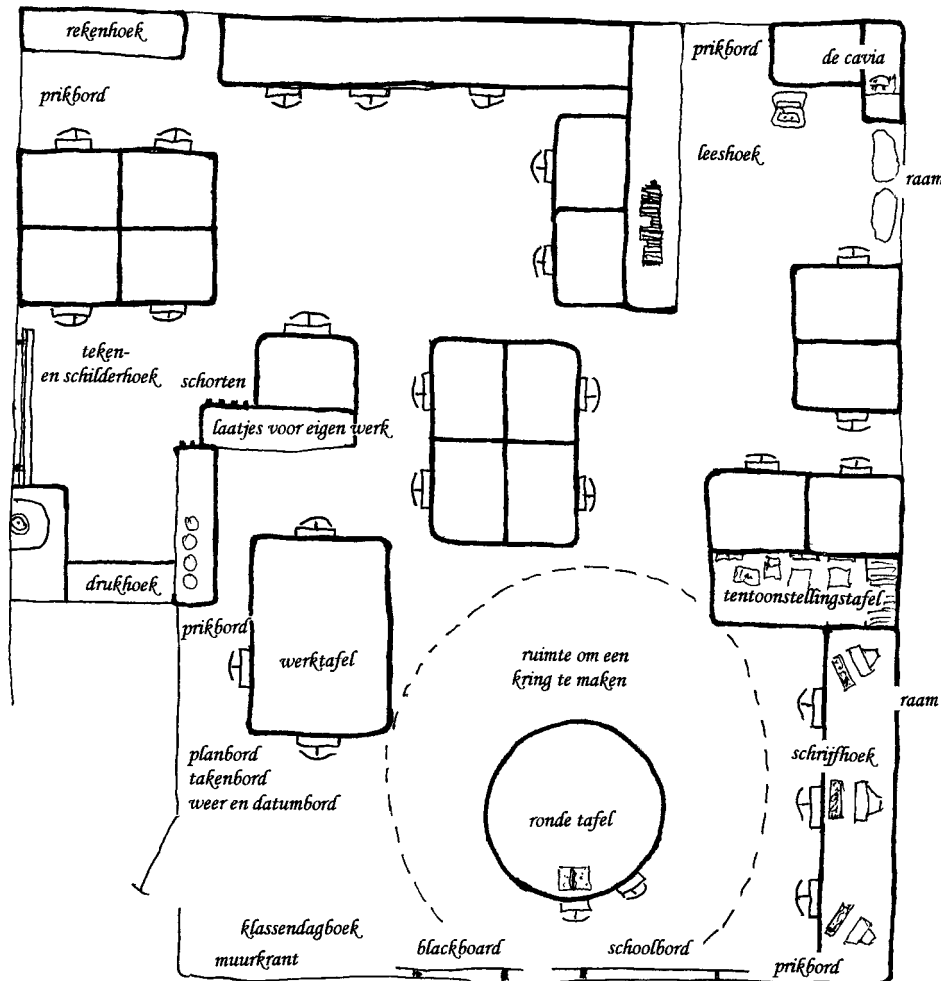 rekenhoek
prikbord
prikbord
de cavia
leeshoek
raam
teken-
en schilderhoek
schorten
laatjes voor eigen werk
drukhoek
prikbord
werktafel
tentoonstellingstafel
ruimte om een
kring te maken
raam
planbord
takenbord
weer en datumbord
schrijfhoek
ronde tafel
klassendagboek
muurkrant
blackboard
schoolbord
prikbord